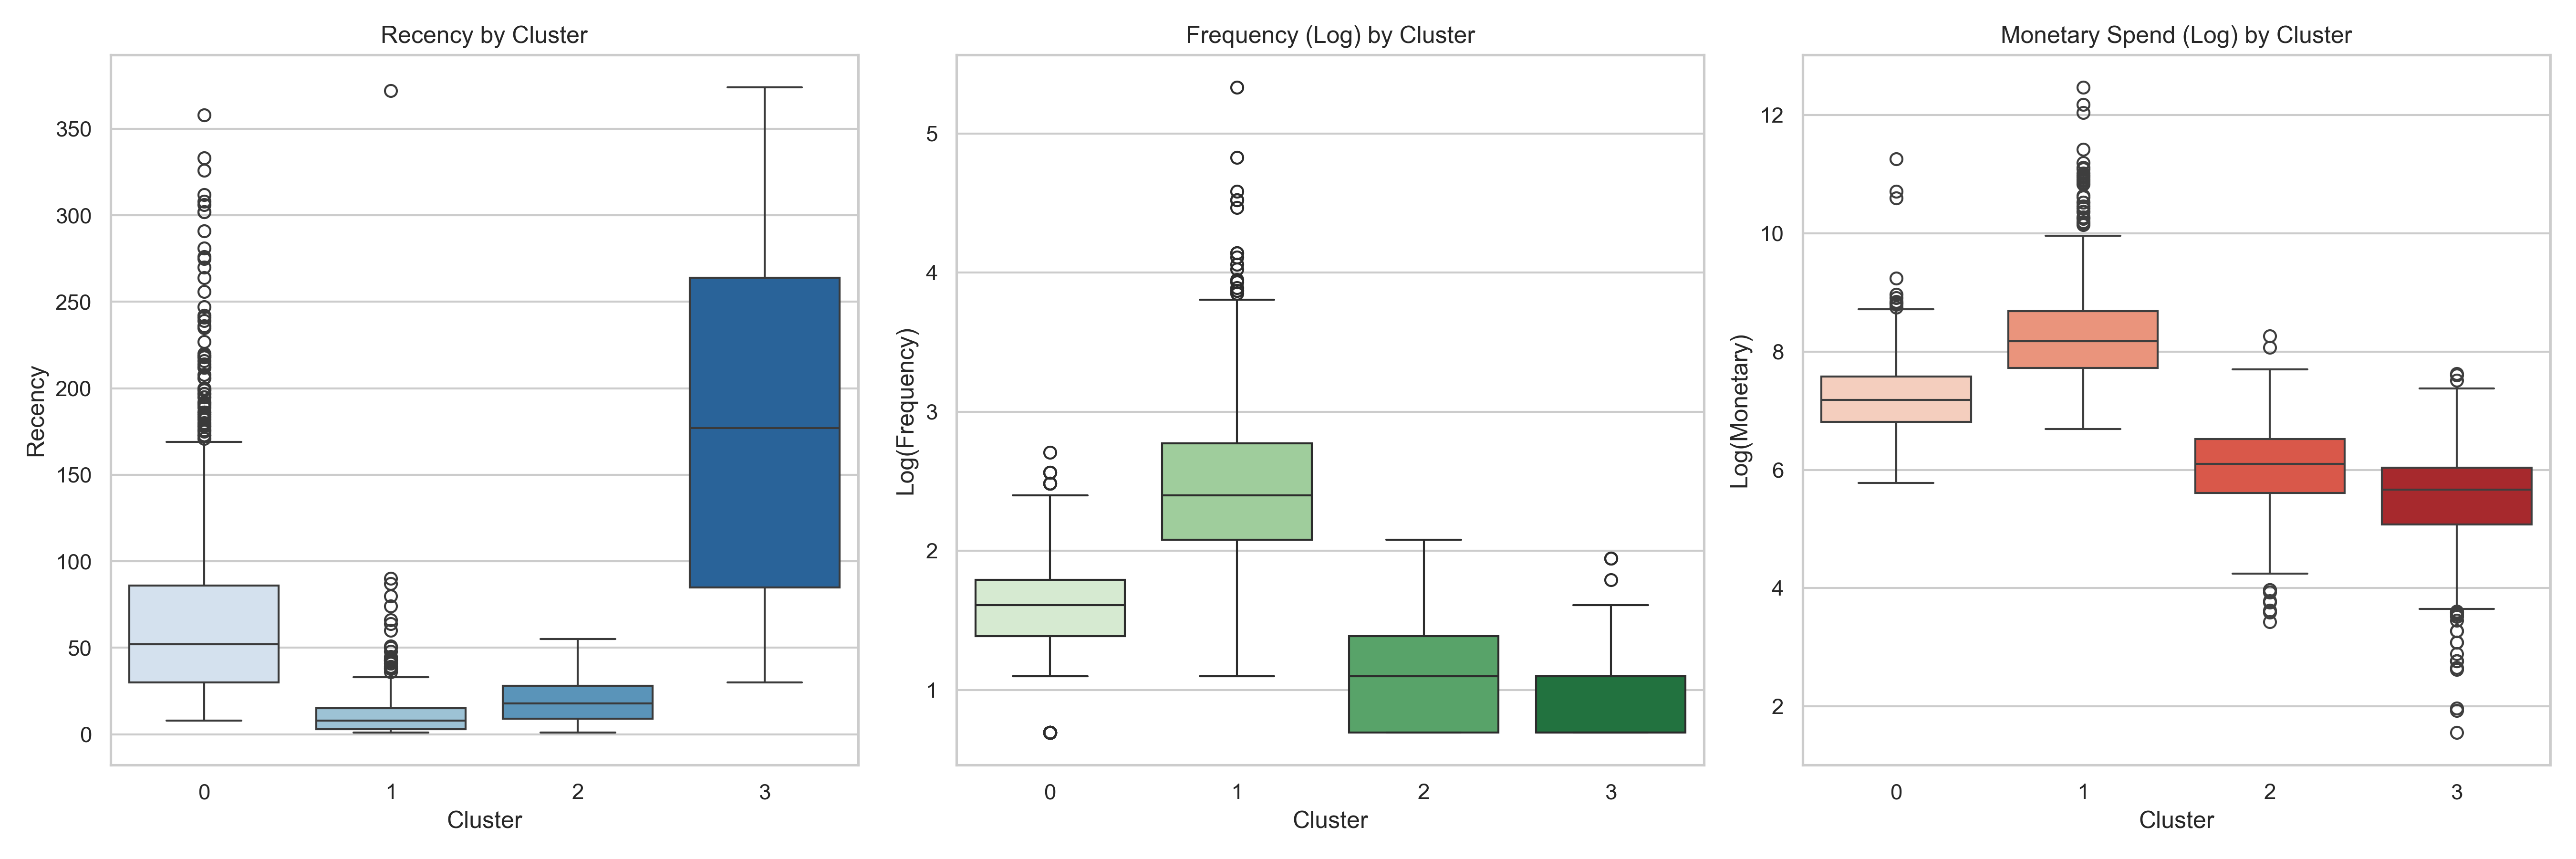 Recency by Cluster
Recency
350
300
250
200
150
100
50
0
0 1 2 3
Cluster
Frequency (Log) by Cluster
Log(Frequency)
5
4
3
2
1
0 1 2 3
Cluster
Monetary Spend (Log) by Cluster
Log(Monetary)
12
10
8
6
4
2
0 1 2 3
Cluster